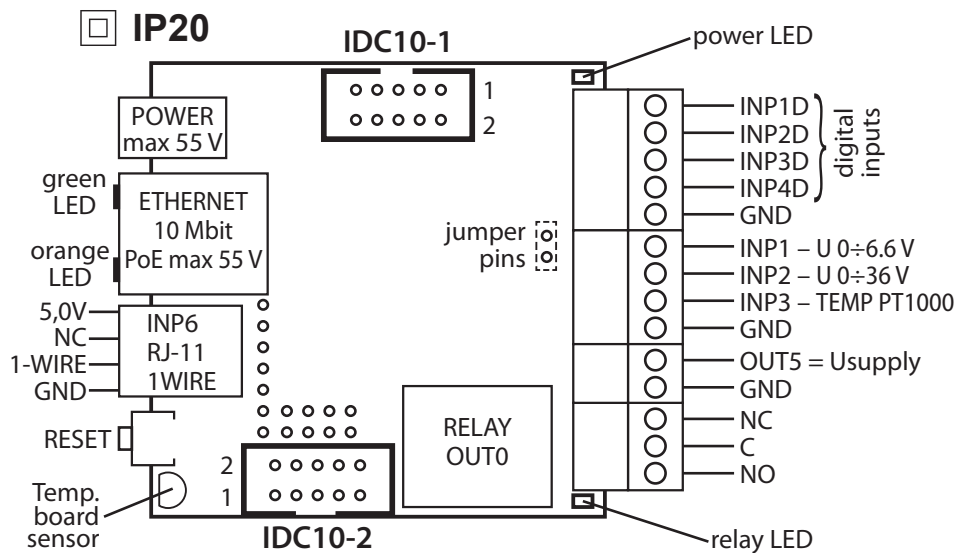 IP20
IDC10-1
power LED
1
2
POWER
max 55 V
green
LED
ETHERNET
10 Mbit
PoE max 55 V
orange
LED
jumper
pins
INP1D
INP2D
INP3D
INP4D
digital
inputs
GND
INP1 – U 0÷6.6 V
INP2 – U 0÷36 V
INP3 – TEMP PT1000
GND
5,0V
NC
1-WIRE
GND
INP6
RJ-11
1WIRE
OUT5 = Usupply
GND
RESET
RELAY
OUT0
NC
C
NO
2
1
Temp.
board
sensor
IDC10-2
relay LED